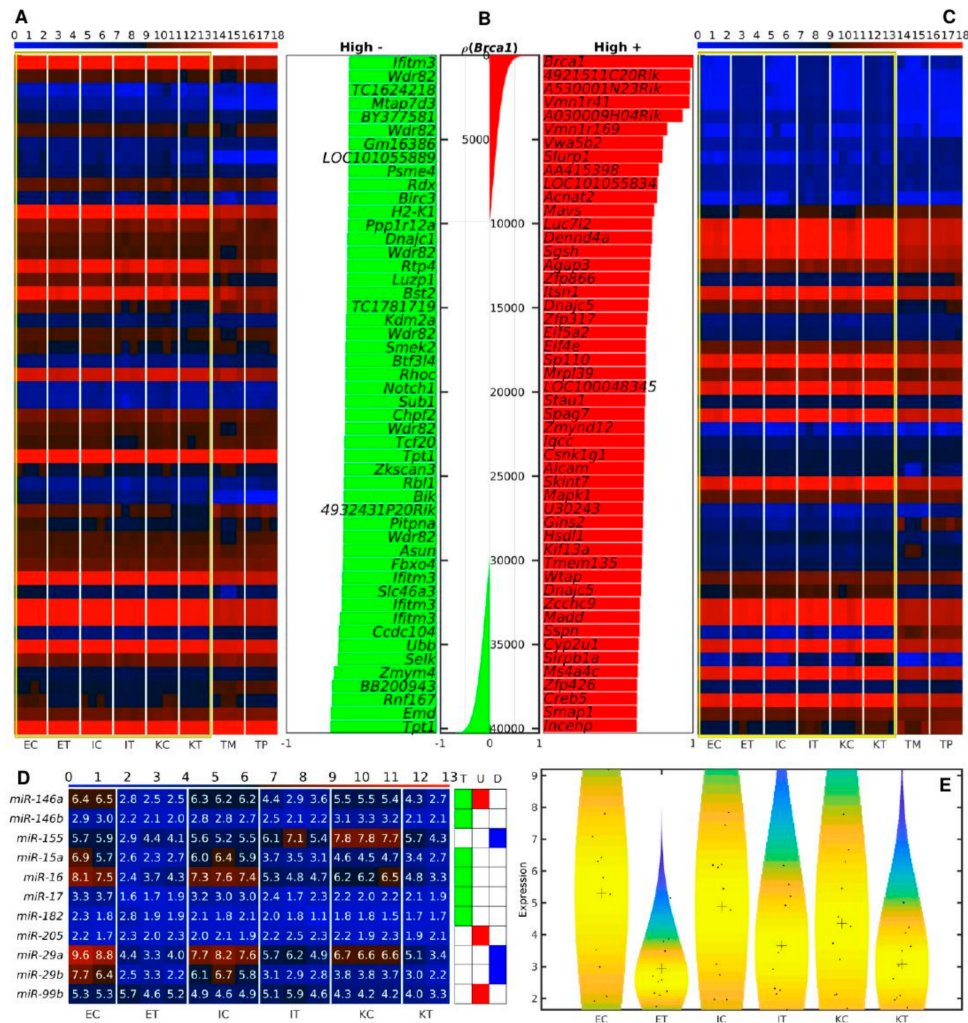 A
B
C
0 1 2 3 4 5 6 7 8 9 10 11 12 13 14 15 16 17 18
High -
ρ(Brca1)
High +
0 1 2 3 4 5 6 7 8 9 10 11 12 13 14 15 16 17 18
Ifitm3
Wdr82
TC1624218
Mtap7d3
BY377581
Wdr82
Gm16386
LOC101055889
Psme4
Rdx
Birc3
H2-K1
Ppp1r12a
Dnajc1
Wdr82
Rtp4
Luzp1
Bst2
TC1781719
Kdm2a
Wdr82
Smek2
Btf3l4
Rhoc
Notch1
Sub1
Chpf2
Wdr82
Tcf20
Tpt1
Zkscan3
Rbl1
Bik
4932431P20Rik
Pitpna
Wdr82
Asun
Fbxo4
Ifitm3
Slc46a3
Ifitm3
Ifitm3
Ccdc104
Ubb
Selk
Zmym4
BB200943
Rnf167
Emd
Tpt1
0
5000
10000
15000
20000
25000
30000
35000
40000
Brca1
4921511C20Rik
A530001N23Rik
Vmn1r41
A030009H04Rik
Vmn1r169
Vwa5b2
Slurp1
AA415398
LOC101055834
Acnat2
Mavs
Luc7l2
Dennd4a
Sgsh
Agap3
Zfp866
Itsn1
Dnajc5
Zfp317
Eif5a2
Eif4e
Sp110
Mrpl39
LOC100048345
Stau1
Spag7
Zmynd12
Iqcc
Csnk1g1
Alcam
Skint7
Mapk1
U30243
Gins2
Hsdl1
Kif13a
Tmem135
Wtap
Dnajc5
Zcchc9
Madd
Sspn
Cyp2u1
Sirpb1a
Ms4a4c
Zfp426
Creb5
Smap1
Incenp
EC ET IC IT KC KT TM TP
-1 -1 0 1 1
EC ET IC IT KC KT TM TP
D
0 1 2 3 4 5 6 7 8 9 10 11 12 13 T U D
miR-146a 6.4 6.5 2.8 2.5 2.5 6.3 6.2 6.2 4.4 2.9 3.6 5.5 5.5 5.4 4.3 2.7
miR-146b 2.9 3.0 2.2 2.1 2.0 2.8 2.8 2.7 2.5 2.1 2.2 3.1 3.3 3.2 2.1 2.1
miR-155 5.7 5.9 2.9 4.4 4.1 5.6 5.2 5.5 6.1 7.1 5.4 7.8 7.8 7.7 5.7 4.3
miR-15a 6.9 5.7 2.6 2.3 2.7 6.0 6.4 5.9 3.7 3.5 3.1 4.6 4.5 4.7 3.4 2.7
miR-16 8.1 7.5 2.4 3.7 4.3 7.3 7.6 7.4 5.3 4.8 4.7 6.2 6.2 6.5 4.8 3.3
miR-17 3.3 3.7 1.6 1.7 1.9 3.2 3.0 3.0 2.4 1.7 2.3 2.2 2.0 2.2 2.1 1.9
miR-182 2.3 1.8 2.8 1.9 1.9 2.1 1.8 2.1 2.0 1.8 1.1 1.8 1.8 1.5 1.7 1.7
miR-205 2.2 1.7 2.3 2.0 2.3 2.0 2.1 1.9 2.2 2.5 2.3 2.2 1.9 2.3 1.9 2.1
miR-29a 9.6 8.8 4.4 3.3 4.0 7.7 8.2 7.6 5.7 6.2 4.9 6.7 6.6 6.6 5.1 3.4
miR-29b 7.7 6.4 2.5 3.3 2.2 6.1 6.7 5.8 3.1 2.9 2.8 3.8 3.8 3.7 3.0 2.2
miR-99b 5.3 5.3 5.7 4.6 5.2 4.9 4.6 4.9 5.1 5.9 4.6 4.3 4.2 4.2 4.0 3.3
EC ET IC IT KC KT
E
Expression
9
8
7
6
5
4
3
2
EC ET IC IT KC KT